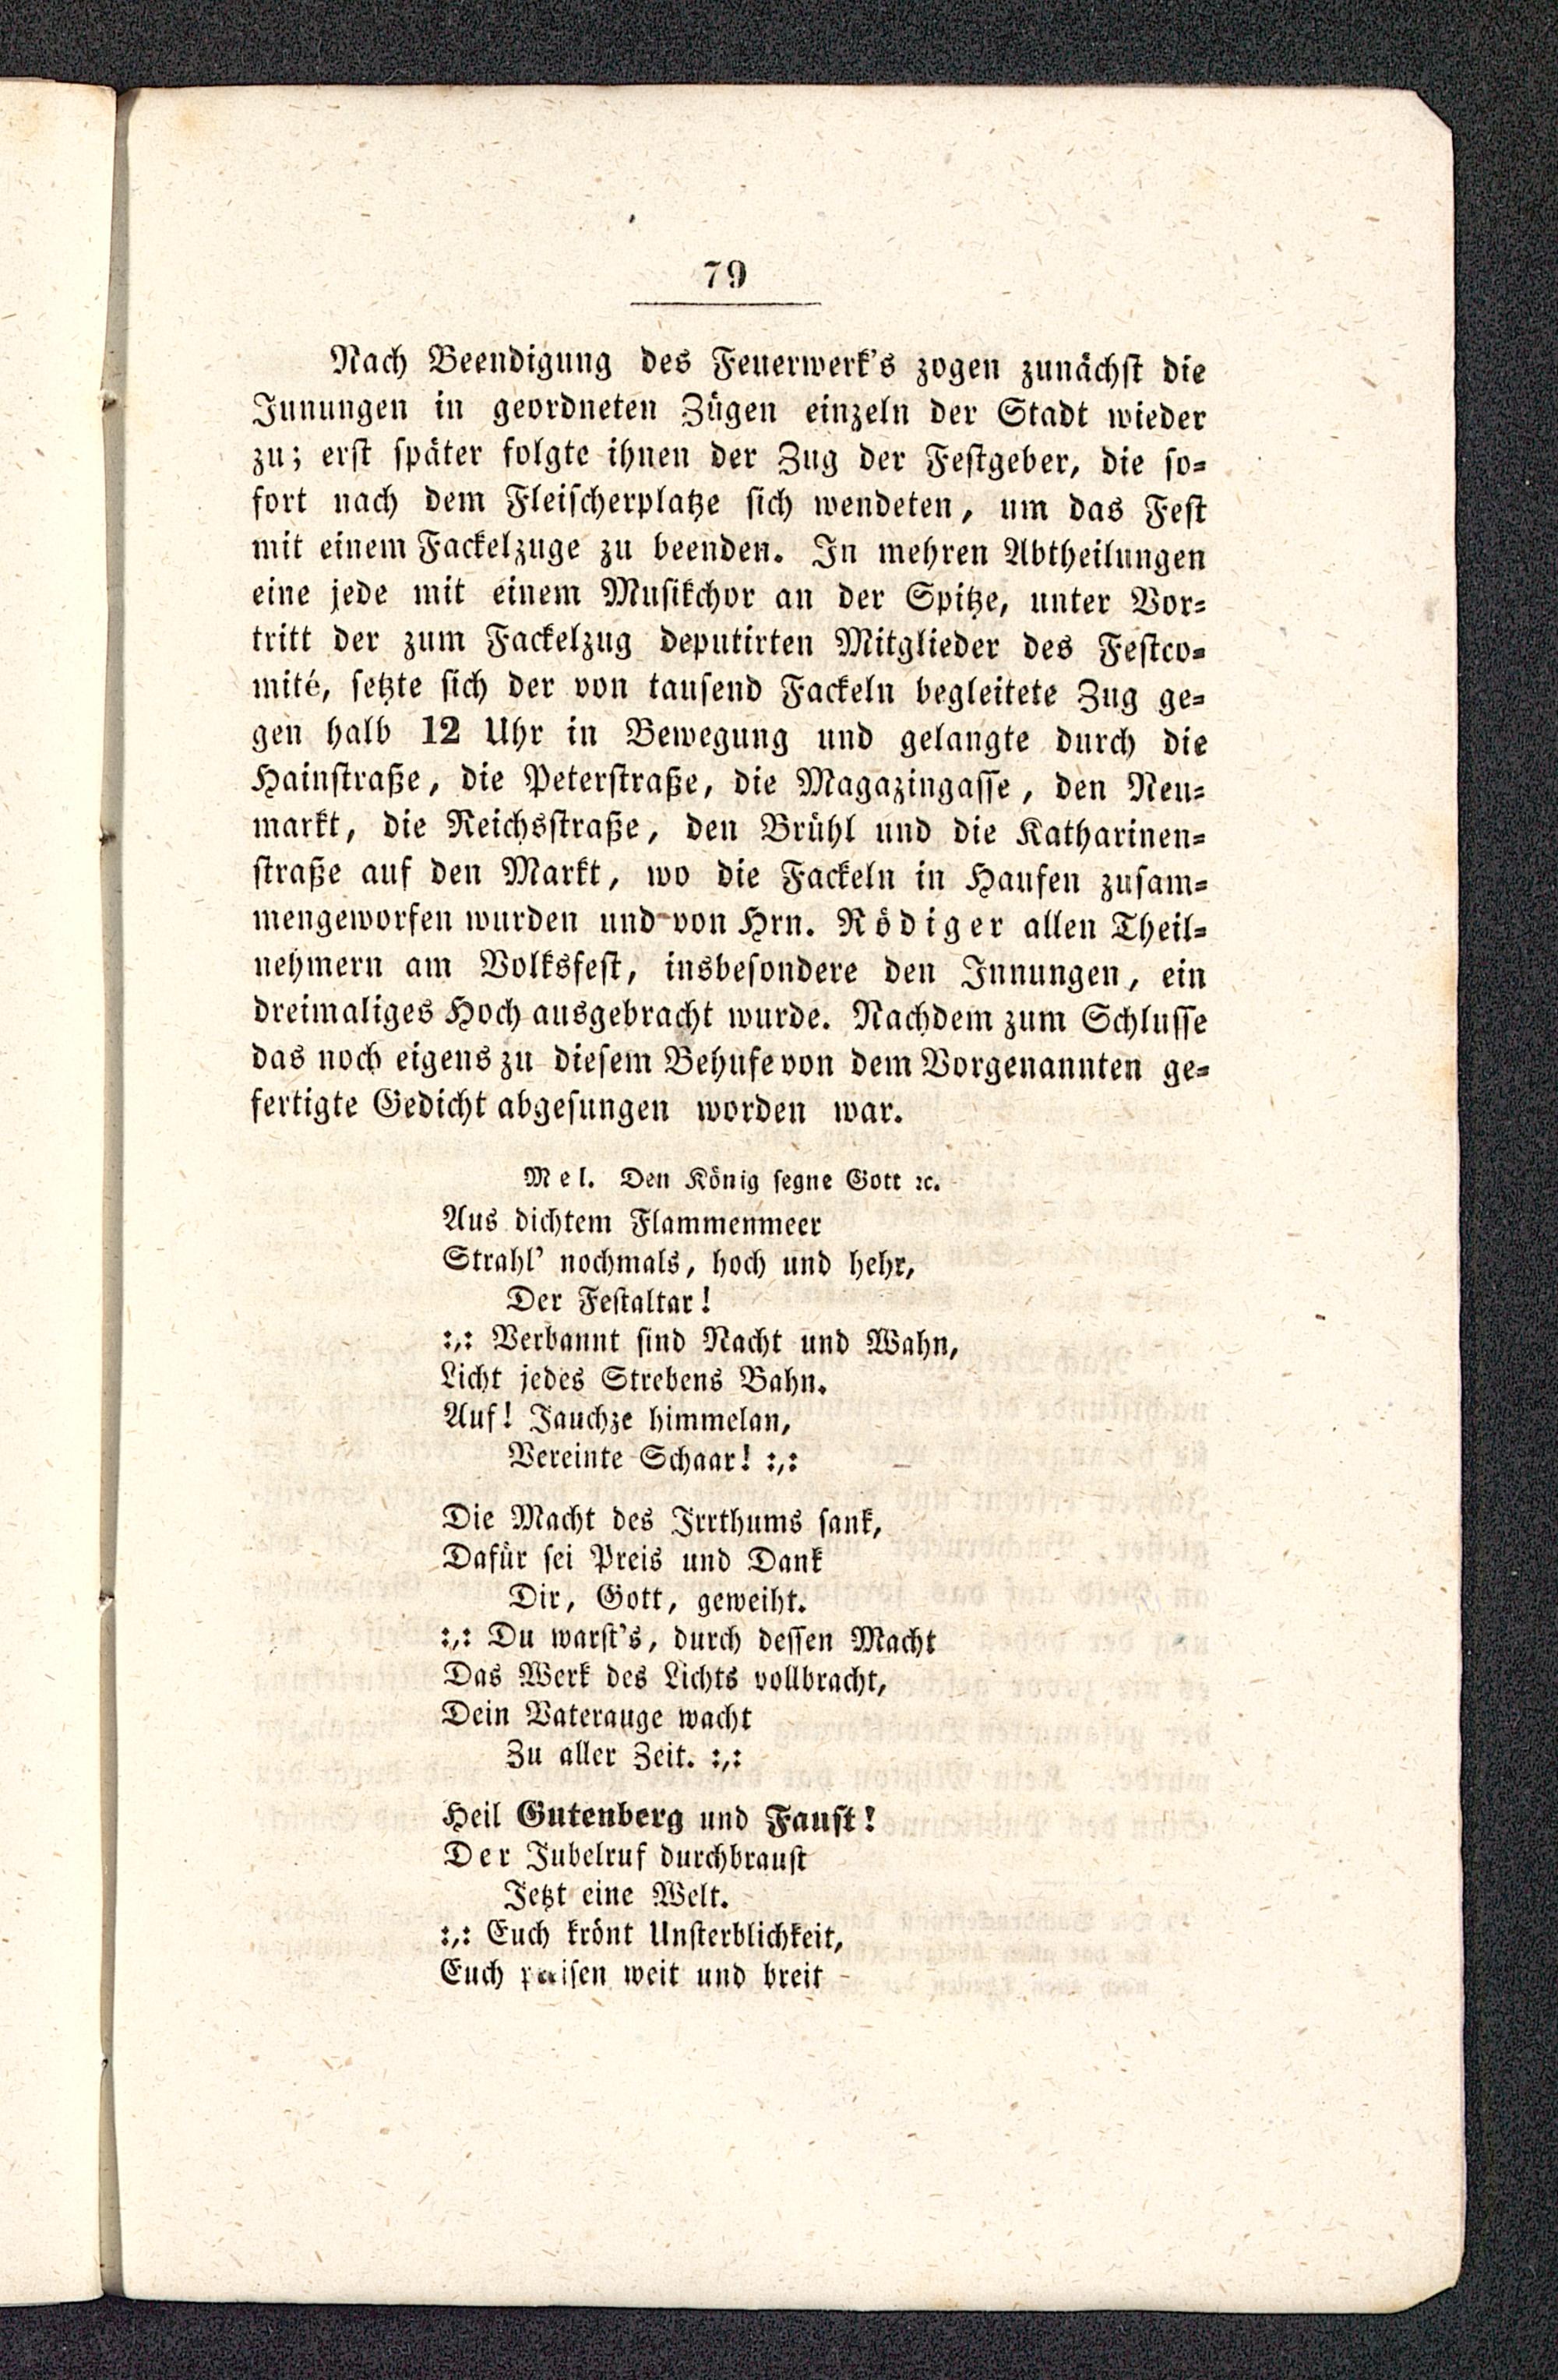 79
Nach Beendigung des Feuerwerk's zogen zunächst die
Innungen in geordneten Zügen einzeln der Stadt wieder
zu; erst später folgte ihnen der Zug der Festgeber, die so=
fort nach dem Fleischerplatze sich wendeten, um das Fest
mit einem Fackelzuge zu beenden. In mehren Abtheilungen
eine jede mit einem Musikchor an der Spitze, unter Vor=
tritt der zum Fackelzug deputirten Mitglieder des Festco=
mité, setzte sich der von tausend Fackeln begleitete Zug ge=
gen halb 12 Uhr in Bewegung und gelangte durch die
Hainstraße, die Peterstraße, die Magazingasse, den Neu=
markt, die Reichsstraße, den Brühl und die Katharinen=
straße auf den Markt, wo die Fackeln in Haufen zusam=
mengeworfen wurden und von Hrn. Rödiger allen Theil=
nehmern am Volksfest, insbesondere den Innungen, ein
dreimaliges Hoch ausgebracht wurde. Nachdem zum Schlusse
das noch eigens zu diesem Behufe von dem Vorgenannten ge=
fertigte Gedicht abgesungen worden war.
Mel. Den König segne Gott ꝛc.
Aus dichtem Flammenmeer
Strahl' nochmals, hoch und hehr,
Der Festaltar!
:,: Verbannt sind Nacht und Wahn,
Licht jedes Strebens Bahn.
Auf! Jauchze himmelan,
Vereinte Schaar! :,:
Die Macht des Irrthums sank,
Dafür sei Preis und Dank
Dir, Gott, geweiht.
:,: Du warst's, durch dessen Macht
Das Werk des Lichts vollbracht,
Dein Vaterauge wacht
Zu aller Zeit. :,:
Heil Gutenberg und Faust!
Der Jubelruf durchbraust
Jetzt eine Welt.
:,: Euch krönt Unsterblichkeit,
Euch preisen weit und breit